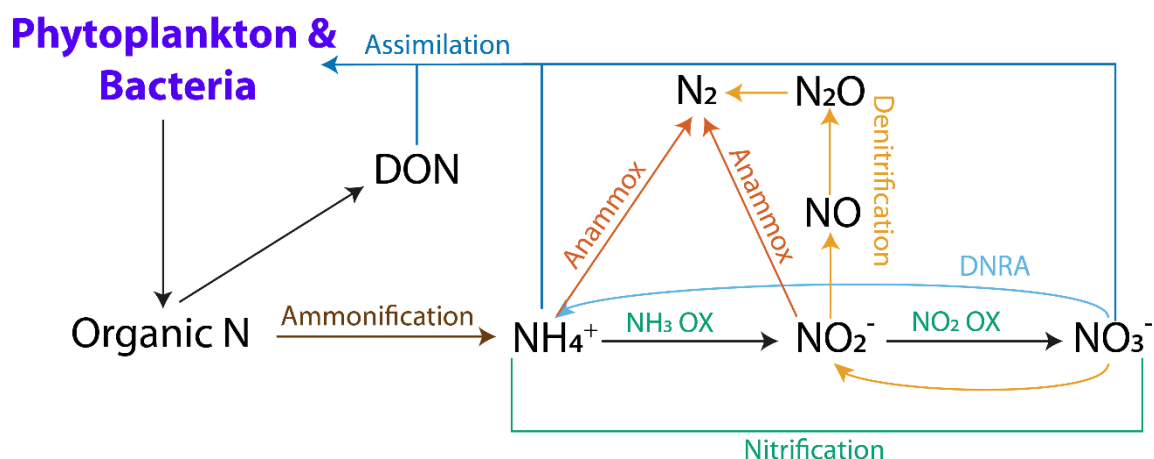 Phytoplankton &
Bacteria
Assimilation
N₂
N₂O
Denitrification
DON
Anammox
Anammox
NO
DNRA
Organic N
Ammonification
NH₄⁺
NH₃ OX
NO₂⁻
NO₂ OX
NO₃⁻
Nitrification